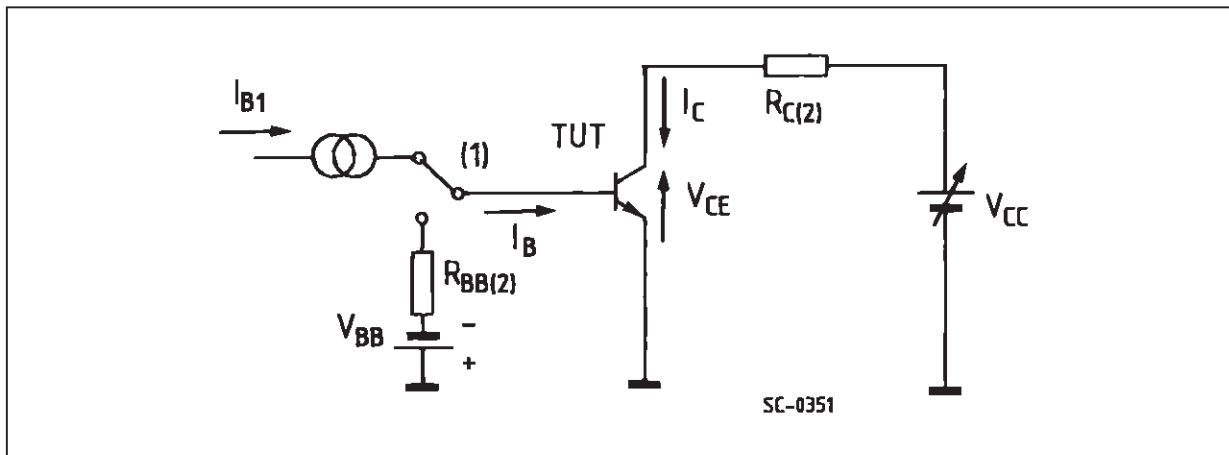 I_B1
(1)
TUT
I_C
R_C(2)
V_CE
V_CC
I_B
R_BB(2)
V_BB
−
+
SC-0351